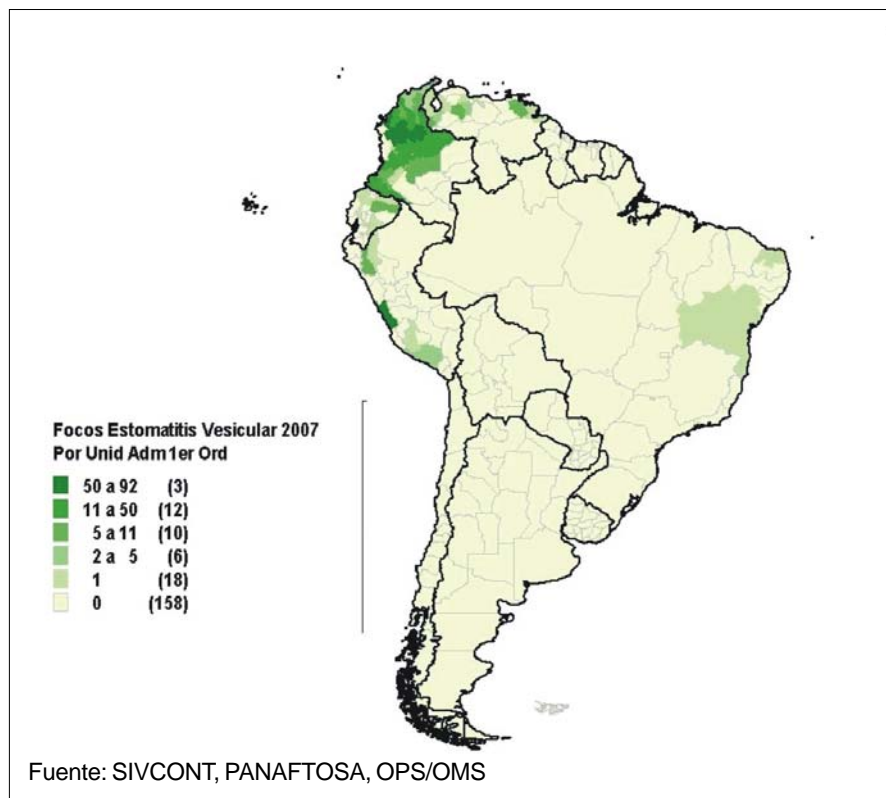 Focos Estomatitis Vesicular 2007
Por Unid Adm 1er Ord
50 a 92 (3)
11 a 50 (12)
5 a 11 (10)
2 a 5 (6)
1 (18)
0 (158)
Fuente: SIVCONT, PANAFTOSA, OPS/OMS